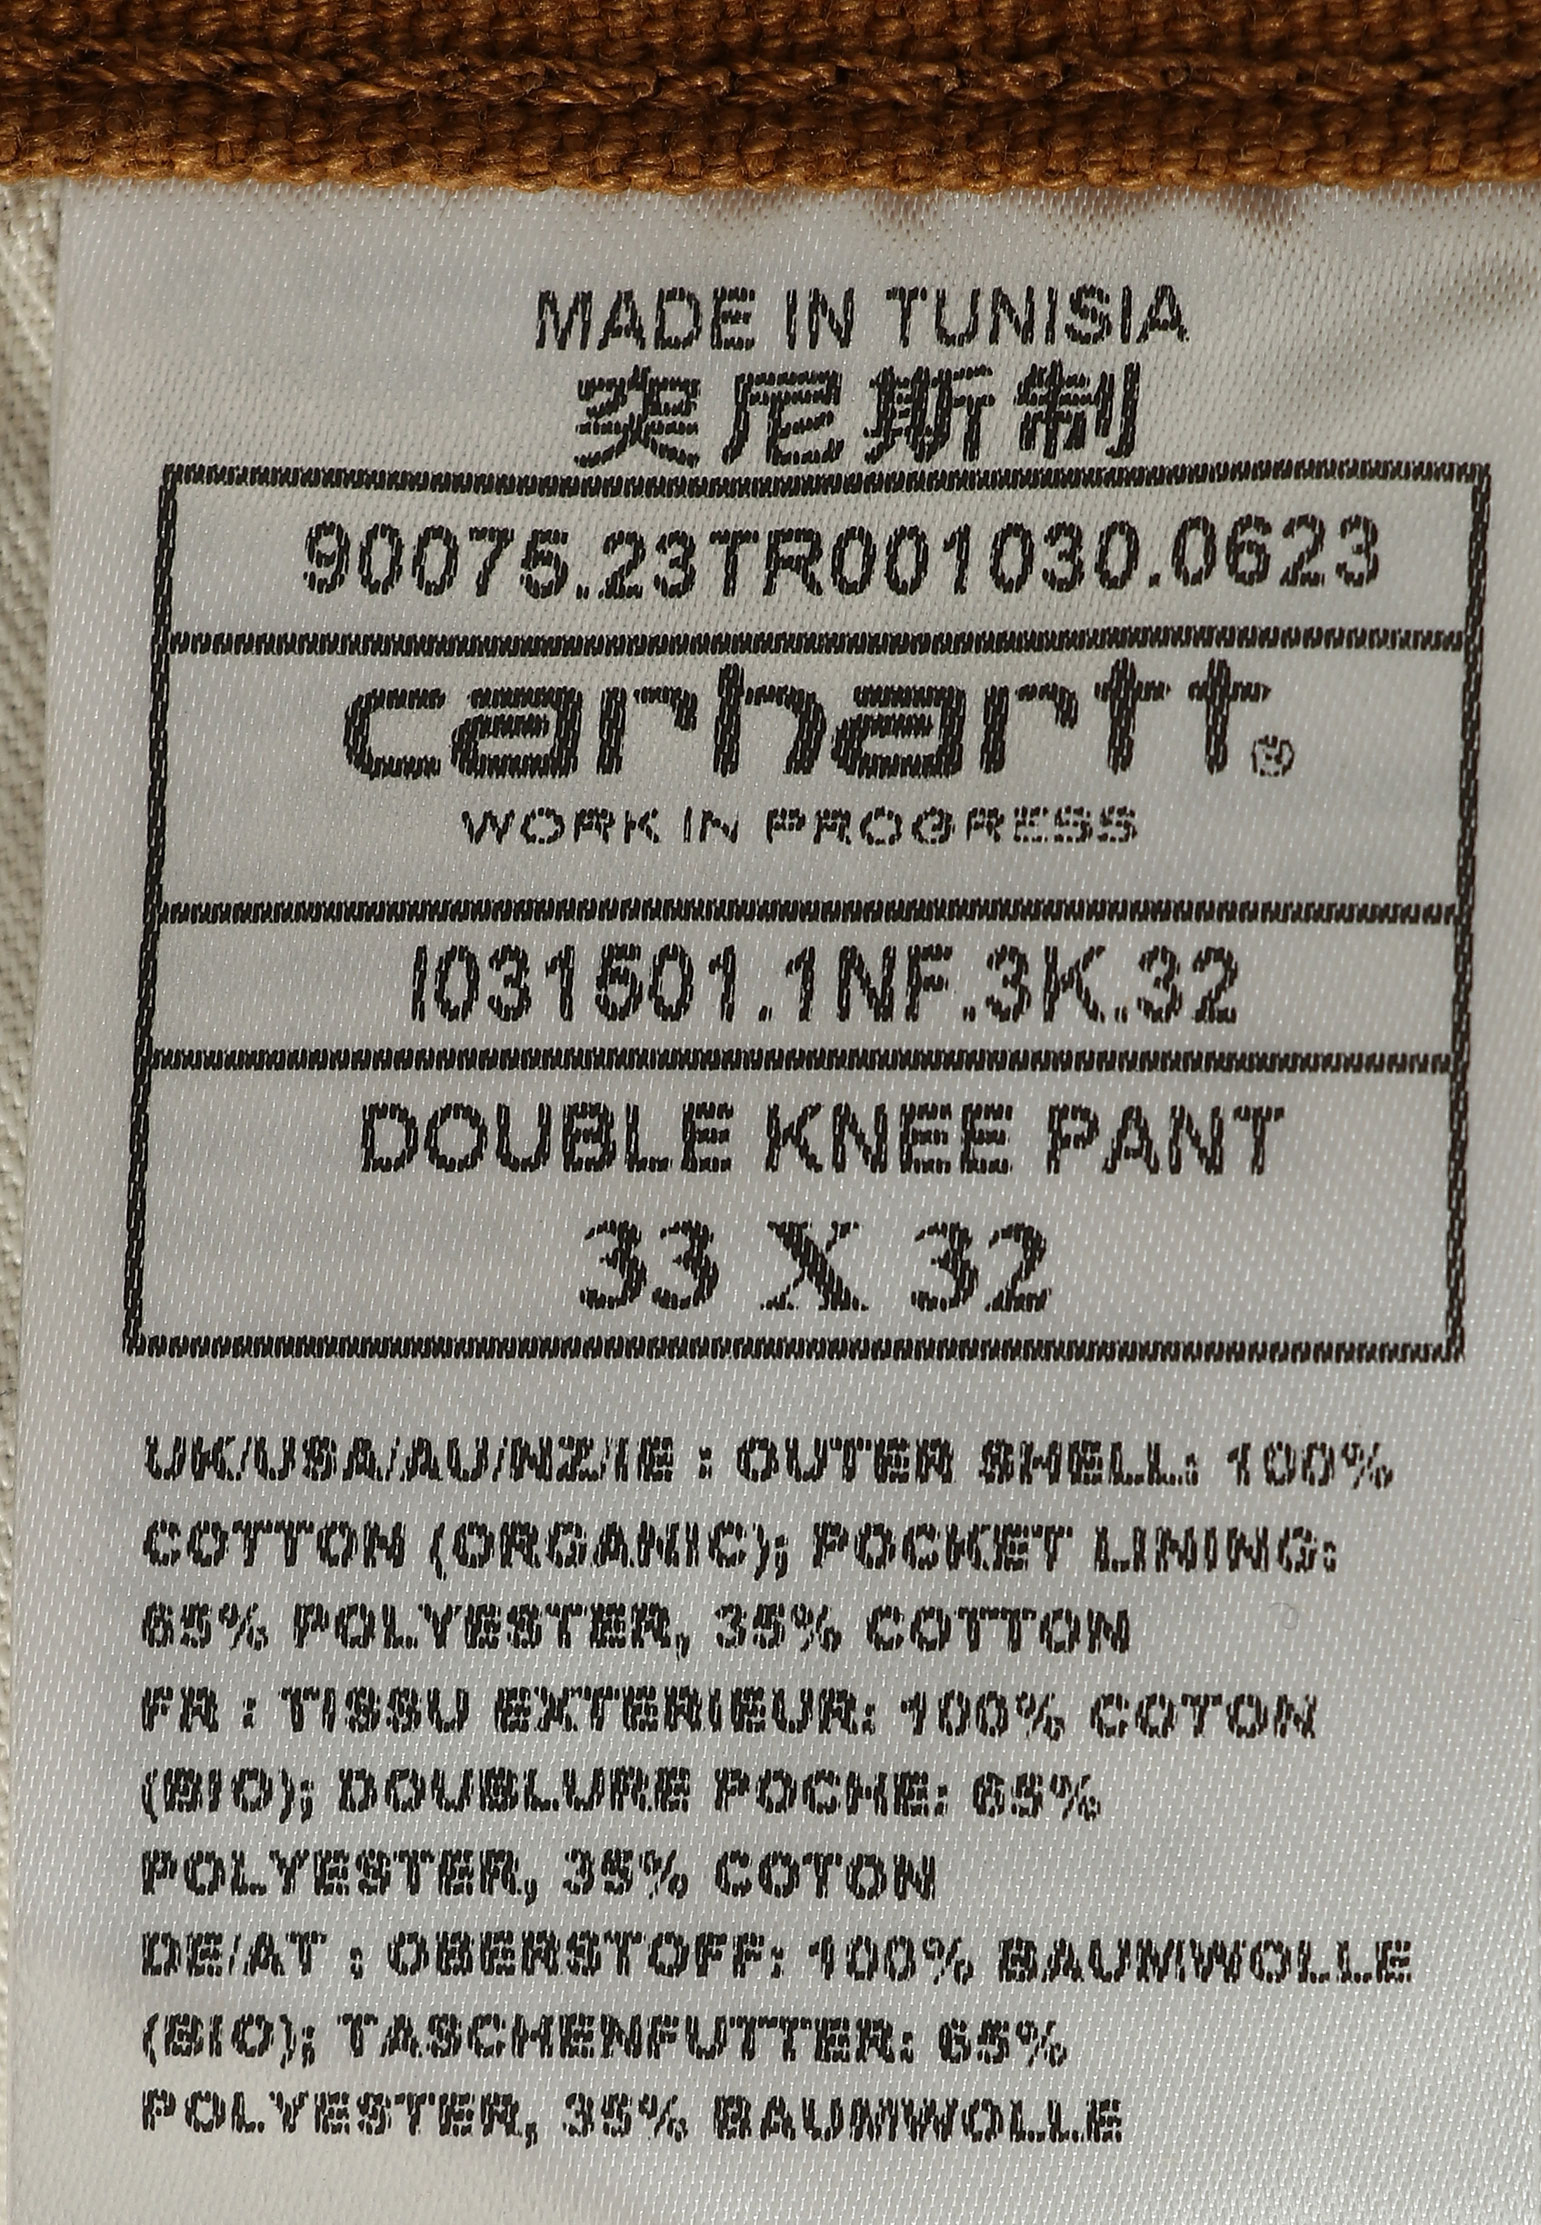 MADE IN TUNISIA
突尼斯制
90075.23TR001030.0623
carhartt®
WORK IN PROGRESS
I031501.1NF.3K.32
DOUBLE KNEE PANT
33 X 32
UK/USA/AU/NZ/IE : OUTER SHELL: 100%
COTTON (ORGANIC); POCKET LINING:
65% POLYESTER, 35% COTTON
FR : TISSU EXTERIEUR: 100% COTON
(BIO); DOUBLURE POCHE: 65%
POLYESTER, 35% COTON
DE/AT : OBERSTOFF: 100% BAUMWOLLE
(BIO); TASCHENFUTTER: 65%
POLYESTER, 35% BAUMWOLLE